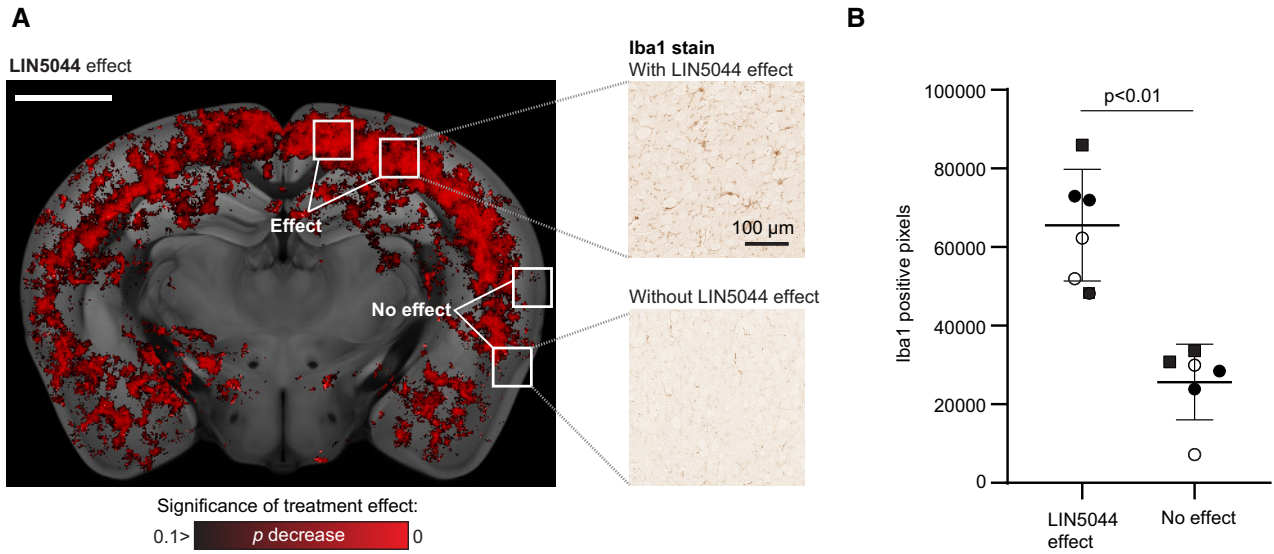 A
LIN5044 effect
Effect
No effect
Iba1 stain
With LIN5044 effect
100 µm
Without LIN5044 effect
Significance of treatment effect:
0.1> p decrease 0
B
p<0.01
Iba1 positive pixels
100000
80000
60000
40000
20000
0
LIN5044
effect
No effect